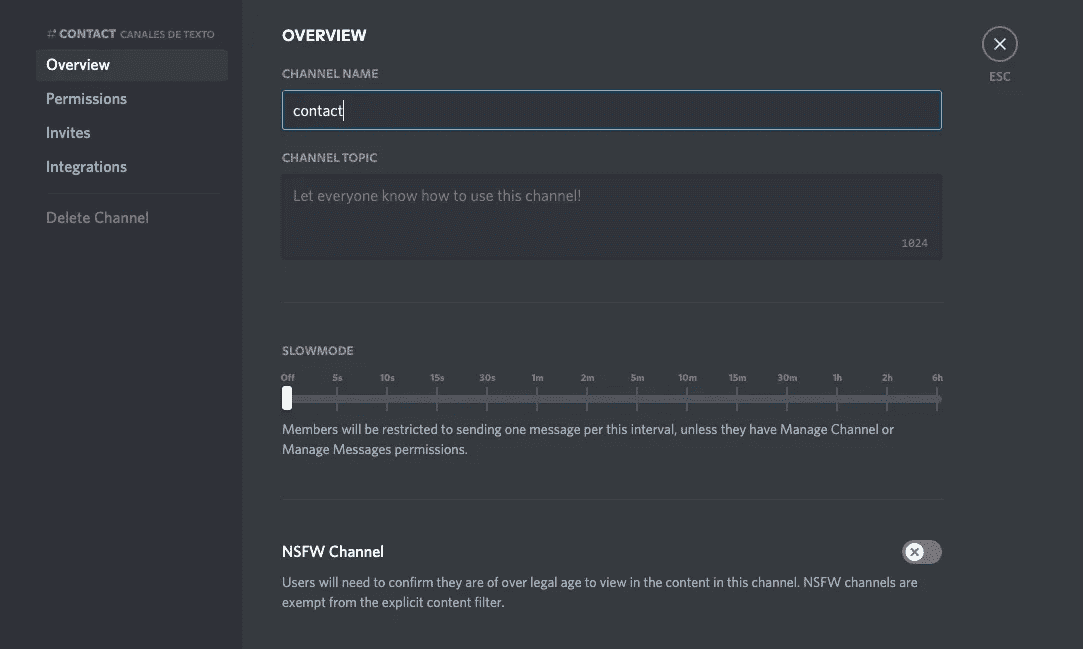 # CONTACT CANALES DE TEXTO
Overview
Permissions
Invites
Integrations
Delete Channel
OVERVIEW
ESC
CHANNEL NAME
contact
CHANNEL TOPIC
Let everyone know how to use this channel!
1024
SLOWMODE
Off 5s 10s 15s 30s 1m 2m 5m 10m 15m 30m 1h 2h 6h
Members will be restricted to sending one message per this interval, unless they have Manage Channel or
Manage Messages permissions.
NSFW Channel
Users will need to confirm they are of over legal age to view in the content in this channel. NSFW channels are
exempt from the explicit content filter.